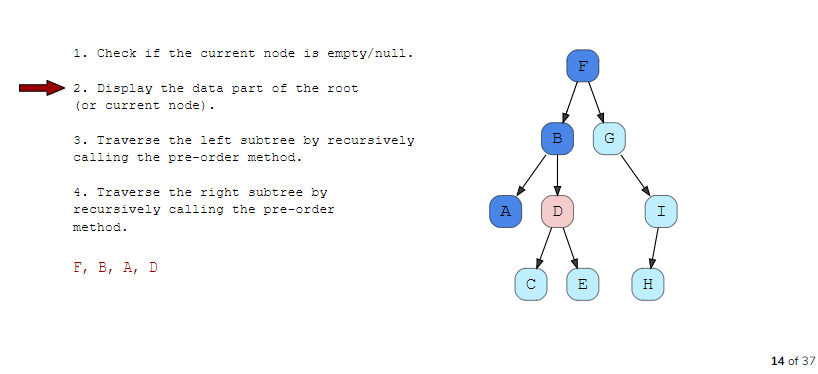 1. Check if the current node is empty/null.
2. Display the data part of the root
(or current node).
3. Traverse the left subtree by recursively
calling the pre-order method.
4. Traverse the right subtree by
recursively calling the pre-order
method.
F, B, A, D
F
B
G
A
D
I
C
E
H
14 of 37